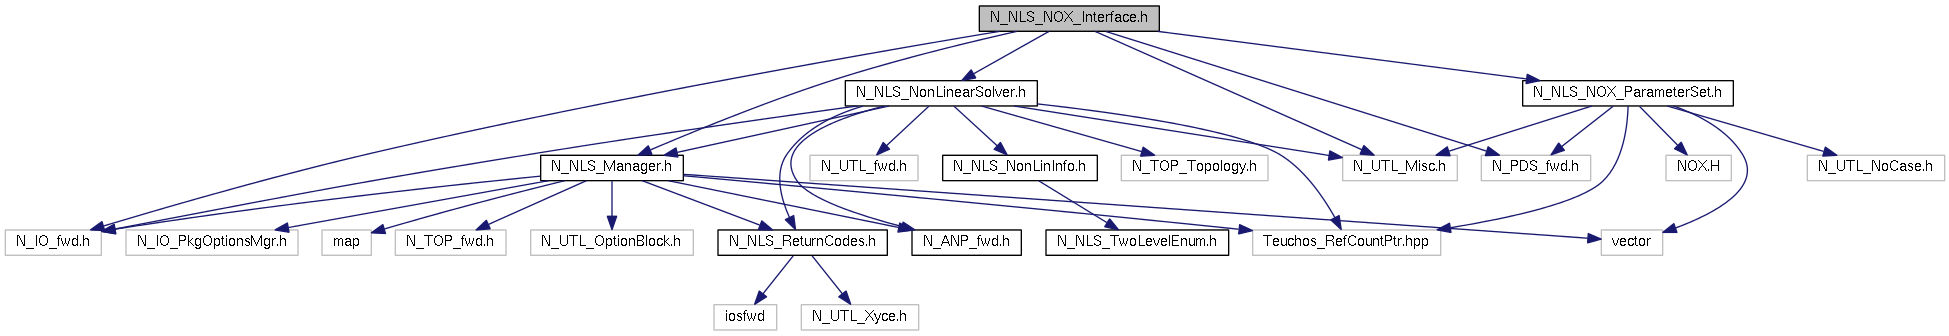 N_NLS_NOX_Interface.h
N_NLS_NonLinearSolver.h
N_NLS_NOX_ParameterSet.h
N_NLS_Manager.h
N_UTL_fwd.h
N_NLS_NonLinInfo.h
N_TOP_Topology.h
N_UTL_Misc.h
N_PDS_fwd.h
NOX.H
N_UTL_NoCase.h
N_IO_fwd.h
N_IO_PkgOptionsMgr.h
map
N_TOP_fwd.h
N_UTL_OptionBlock.h
N_NLS_ReturnCodes.h
N_ANP_fwd.h
N_NLS_TwoLevelEnum.h
Teuchos_RefCountPtr.hpp
vector
iosfwd
N_UTL_Xyce.h